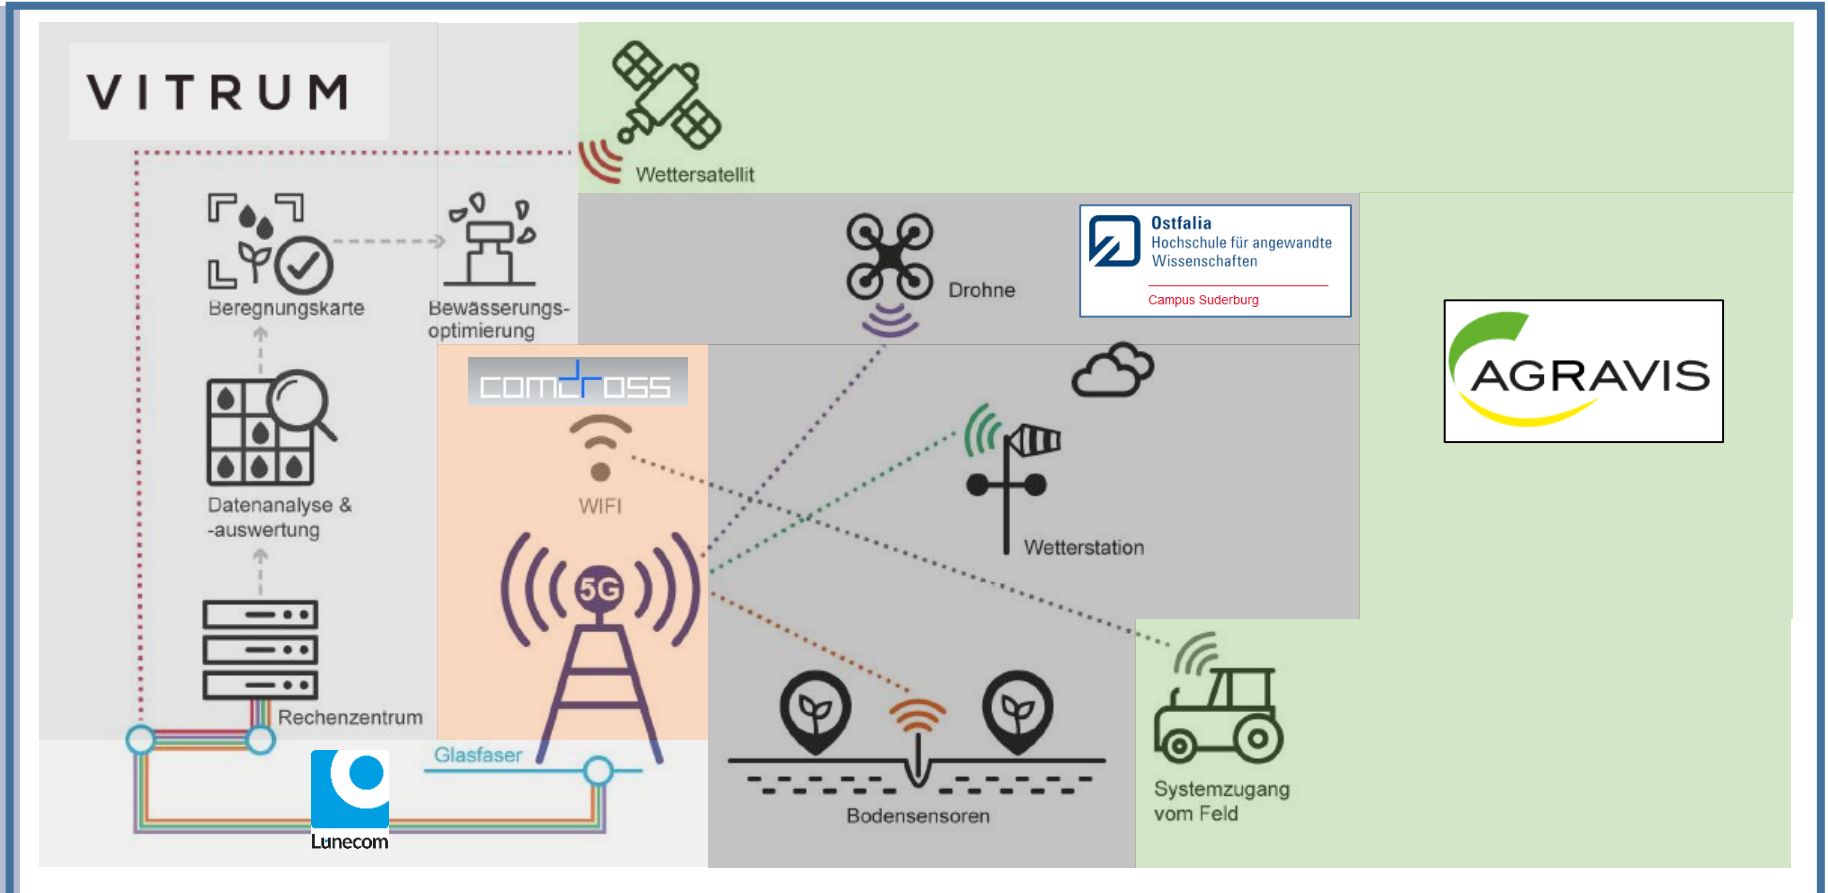 VITRUM
Wettersatellit
Beregnungskarte
Bewässerungs-
optimierung
Drohne
Ostfalia
Hochschule für angewandte
Wissenschaften
Campus Suderburg
AGRAVIS
comcross
WIFI
5G
Wetterstation
Datenanalyse &
-auswertung
Rechenzentrum
Glasfaser
Lünecom
Bodensensoren
Systemzugang
vom Feld